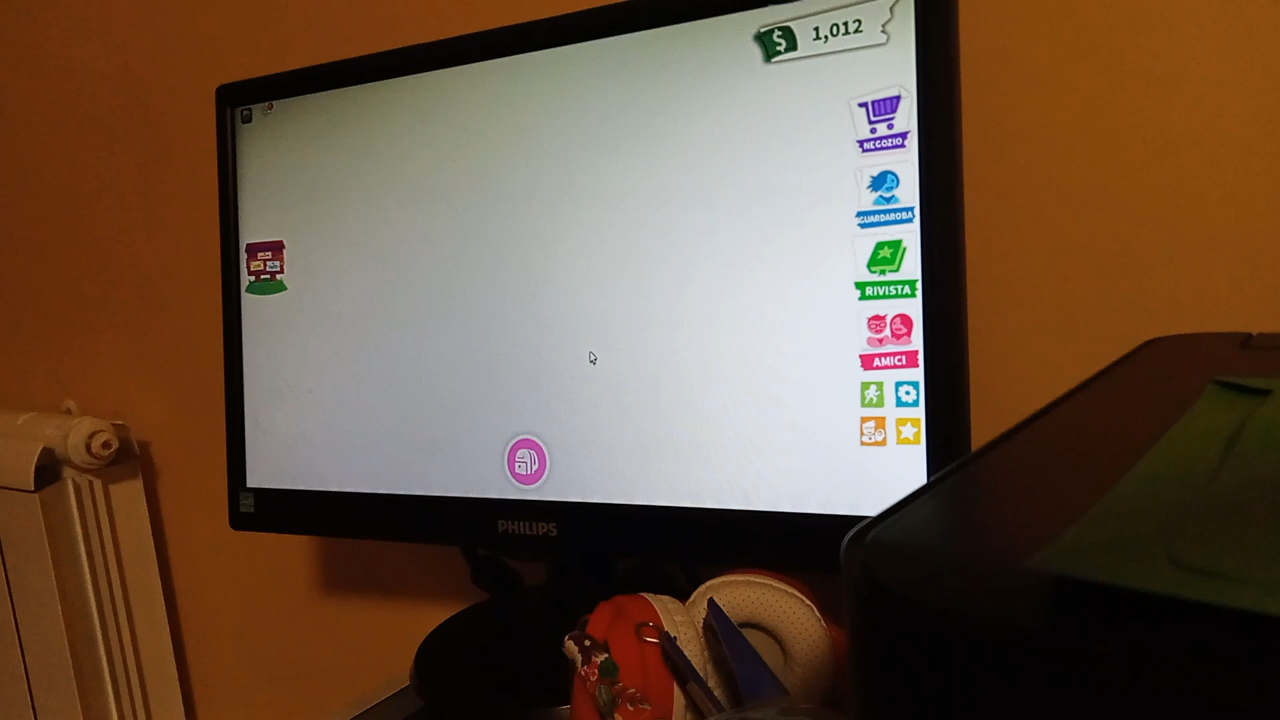 $ 1,012
NEGOZIO
GUARDAROBA
RIVISTA
AMICI
PHILIPS